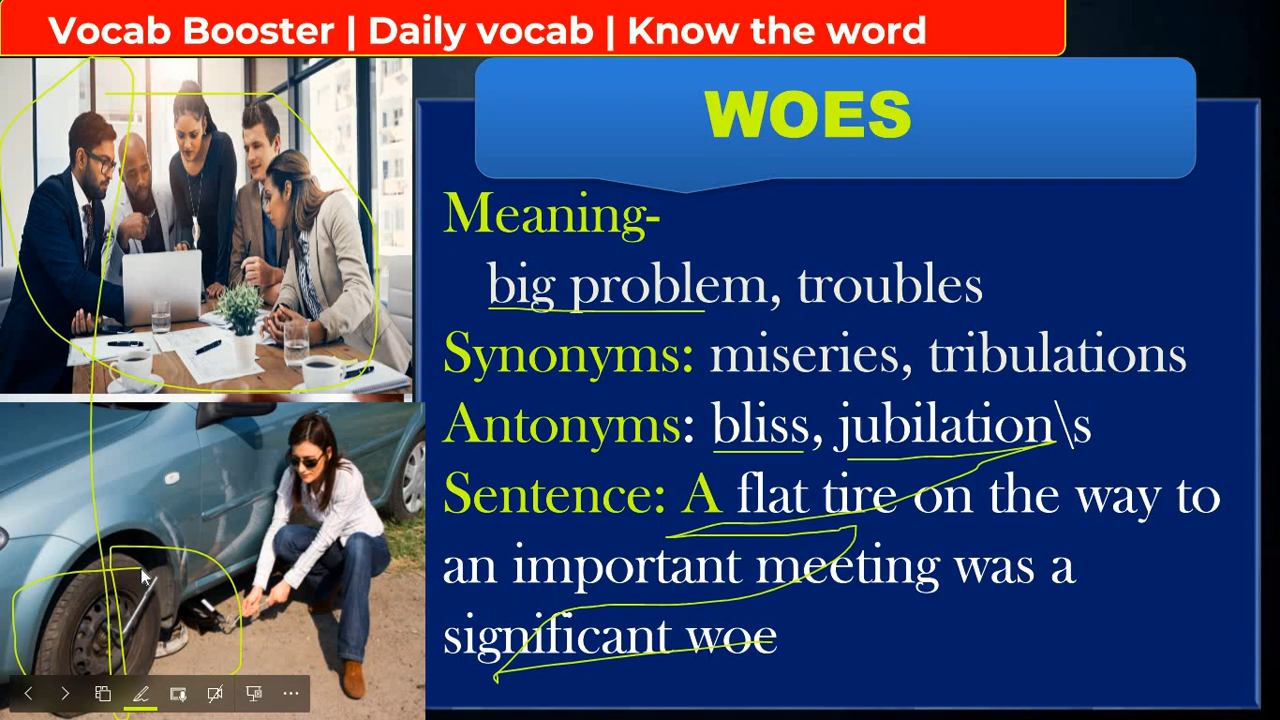 Vocab Booster | Daily vocab | Know the word
WOES
Meaning-
big problem, troubles
Synonyms: miseries, tribulations
Antonyms: bliss, jubilation\s
Sentence: A flat tire on the way to
an important meeting was a
significant woe